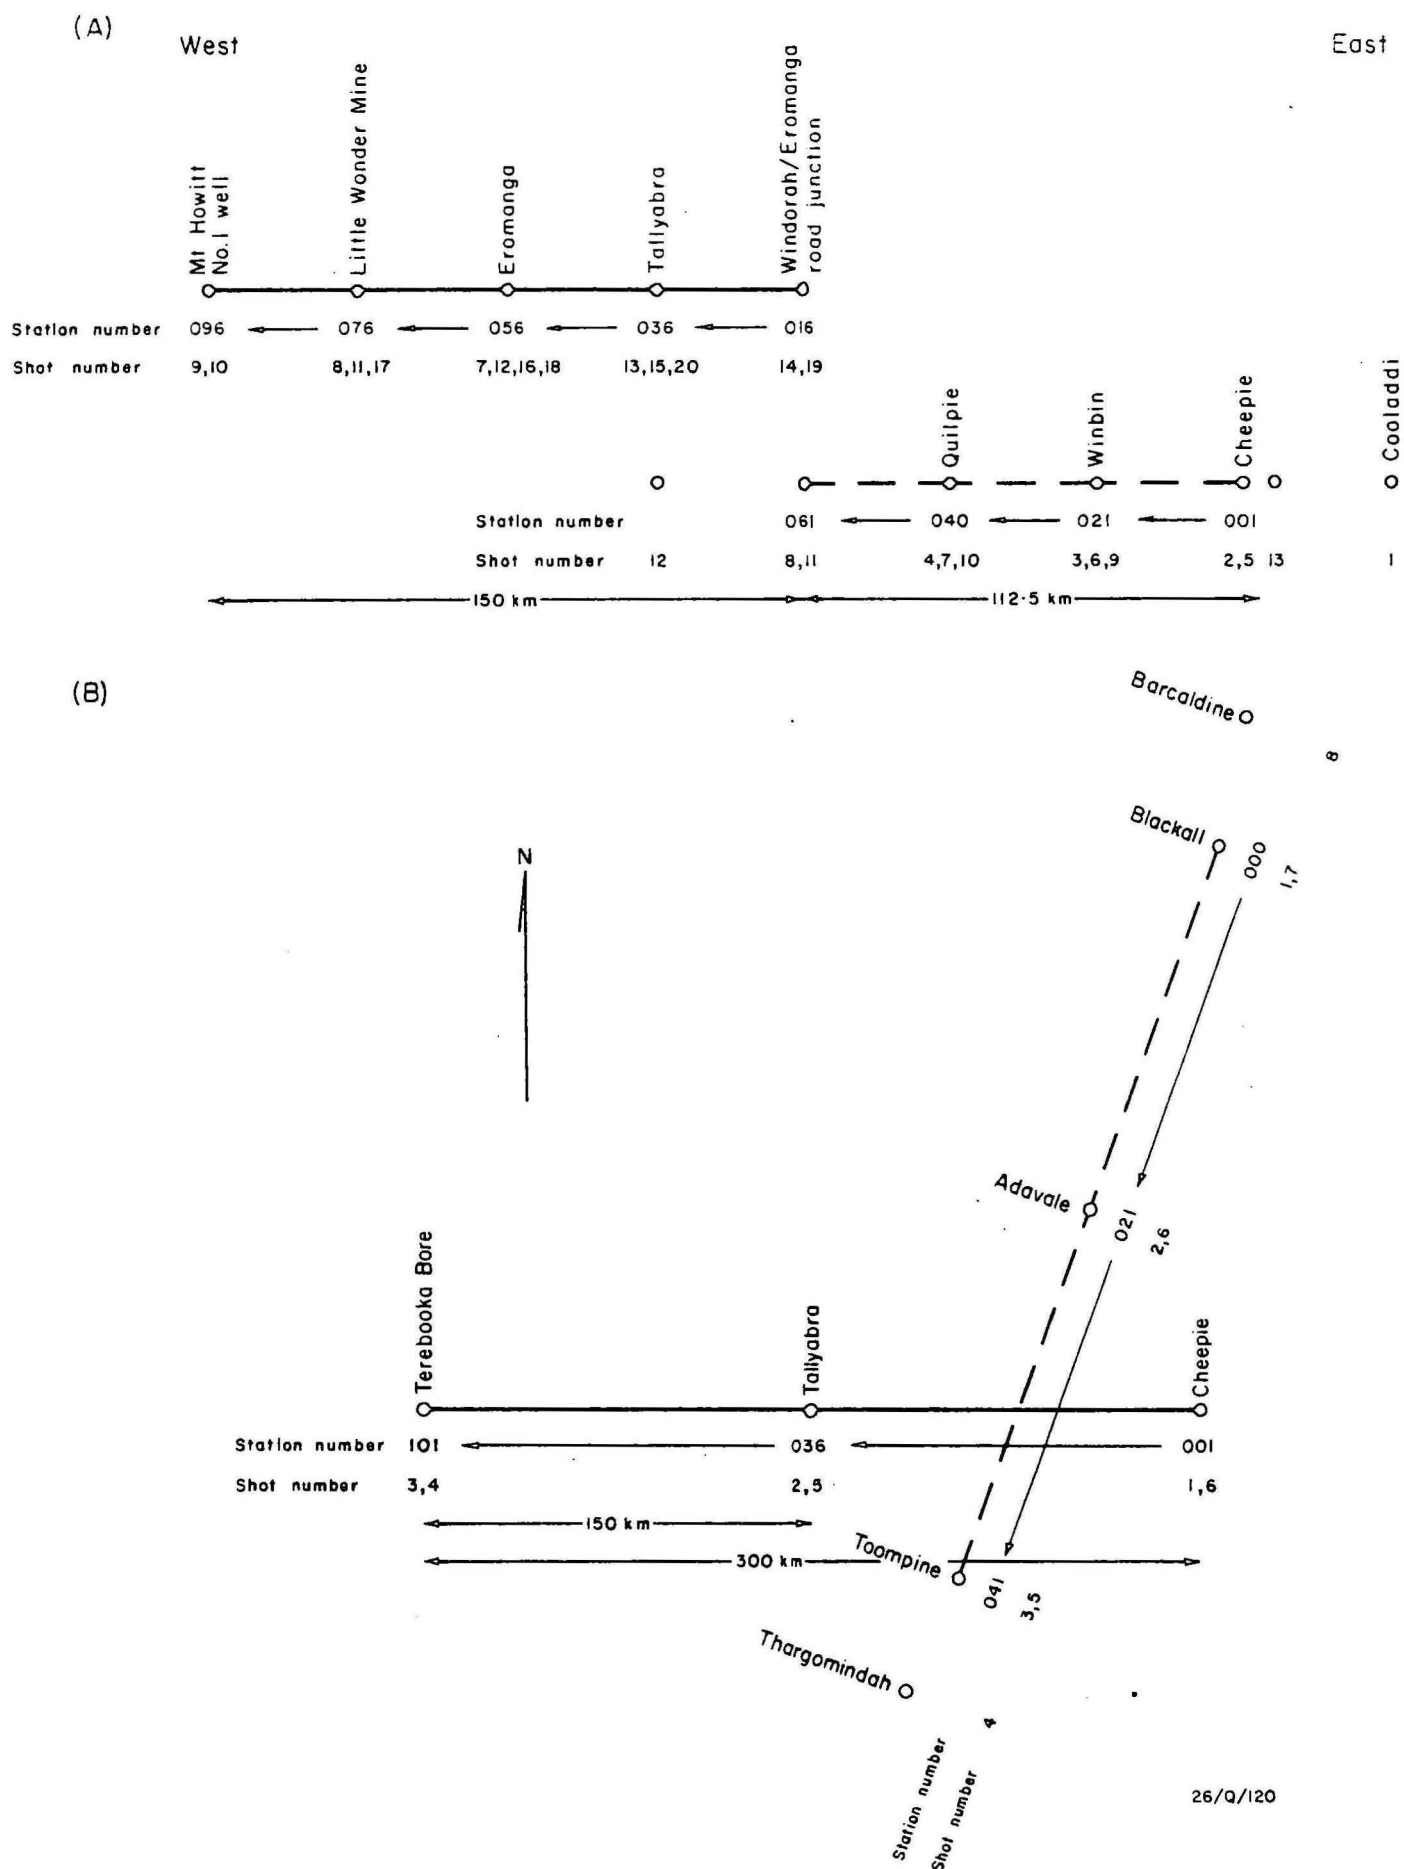 (A)
West
East
Mt Howitt
No.1 well
Little Wonder Mine
Eromanga
Tallyabra
Windorah/Eromanga
road junction
Station number 096 076 056 036 016
Shot number 9,10 8,11,17 7,12,16,18 13,15,20 14,19
Quilpie
Winbin
Cheepie
Cooladdi
Station number 061 040 021 001
Shot number 12 8,11 4,7,10 3,6,9 2,5 13 1
150 km
112·5 km
(B)
Barcaldine
8
Blackall
000
1,7
N
Adavale
021
2,6
Terebooka Bore
Tallyabra
Cheepie
Station number 101 036 001
Shot number 3,4 2,5 1,6
150 km
300 km
Toompine
041
3,5
Thargomindah
4
Station number
Shot number
26/Q/120